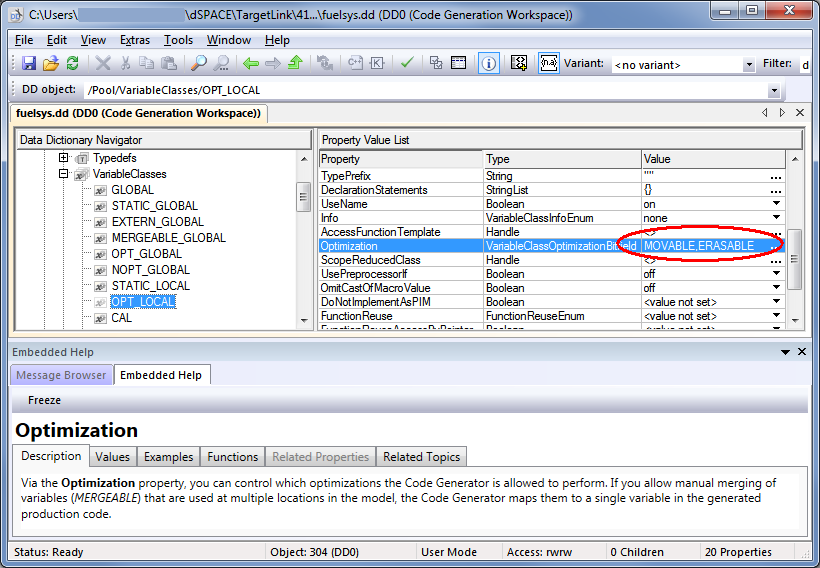 C:\Users\ \dSPACE\TargetLink\41...\fuelsys.dd (DD0 (Code Generation Workspace))
File Edit View Extras Tools Window Help
Variant: <no variant> Filter: d
DD object: /Pool/VariableClasses/OPT_LOCAL
fuelsys.dd (DD0 (Code Generation Workspace))
Data Dictionary Navigator
Typedefs
VariableClasses
GLOBAL
STATIC_GLOBAL
EXTERN_GLOBAL
MERGEABLE_GLOBAL
OPT_GLOBAL
NOPT_GLOBAL
STATIC_LOCAL
OPT_LOCAL
CAL
Property Value List
Property Type Value
TypePrefix String "" ...
DeclarationStatements StringList {} ...
UseName Boolean on
Info VariableClassInfoEnum none
AccessFunctionTemplate Handle <> ...
Optimization VariableClassOptimizationBitfield MOVABLE,ERASABLE ...
ScopeReducedClass Handle <> ...
UsePreprocessorIf Boolean off
OmitCastOfMacroValue Boolean off
DoNotImplementAsPIM Boolean <value not set>
FunctionReuse FunctionReuseEnum <value not set>
FunctionReuseAccessByPointer Boolean <value not set>
Embedded Help
Message Browser Embedded Help
Freeze
Optimization
Description Values Examples Functions Related Properties Related Topics
Via the Optimization property, you can control which optimizations the Code Generator is allowed to perform. If you allow manual merging of
variables (MERGEABLE) that are used at multiple locations in the model, the Code Generator maps them to a single variable in the generated
production code.
Status: Ready Object: 304 (DD0) User Mode Access: rwrw 0 Children 20 Properties